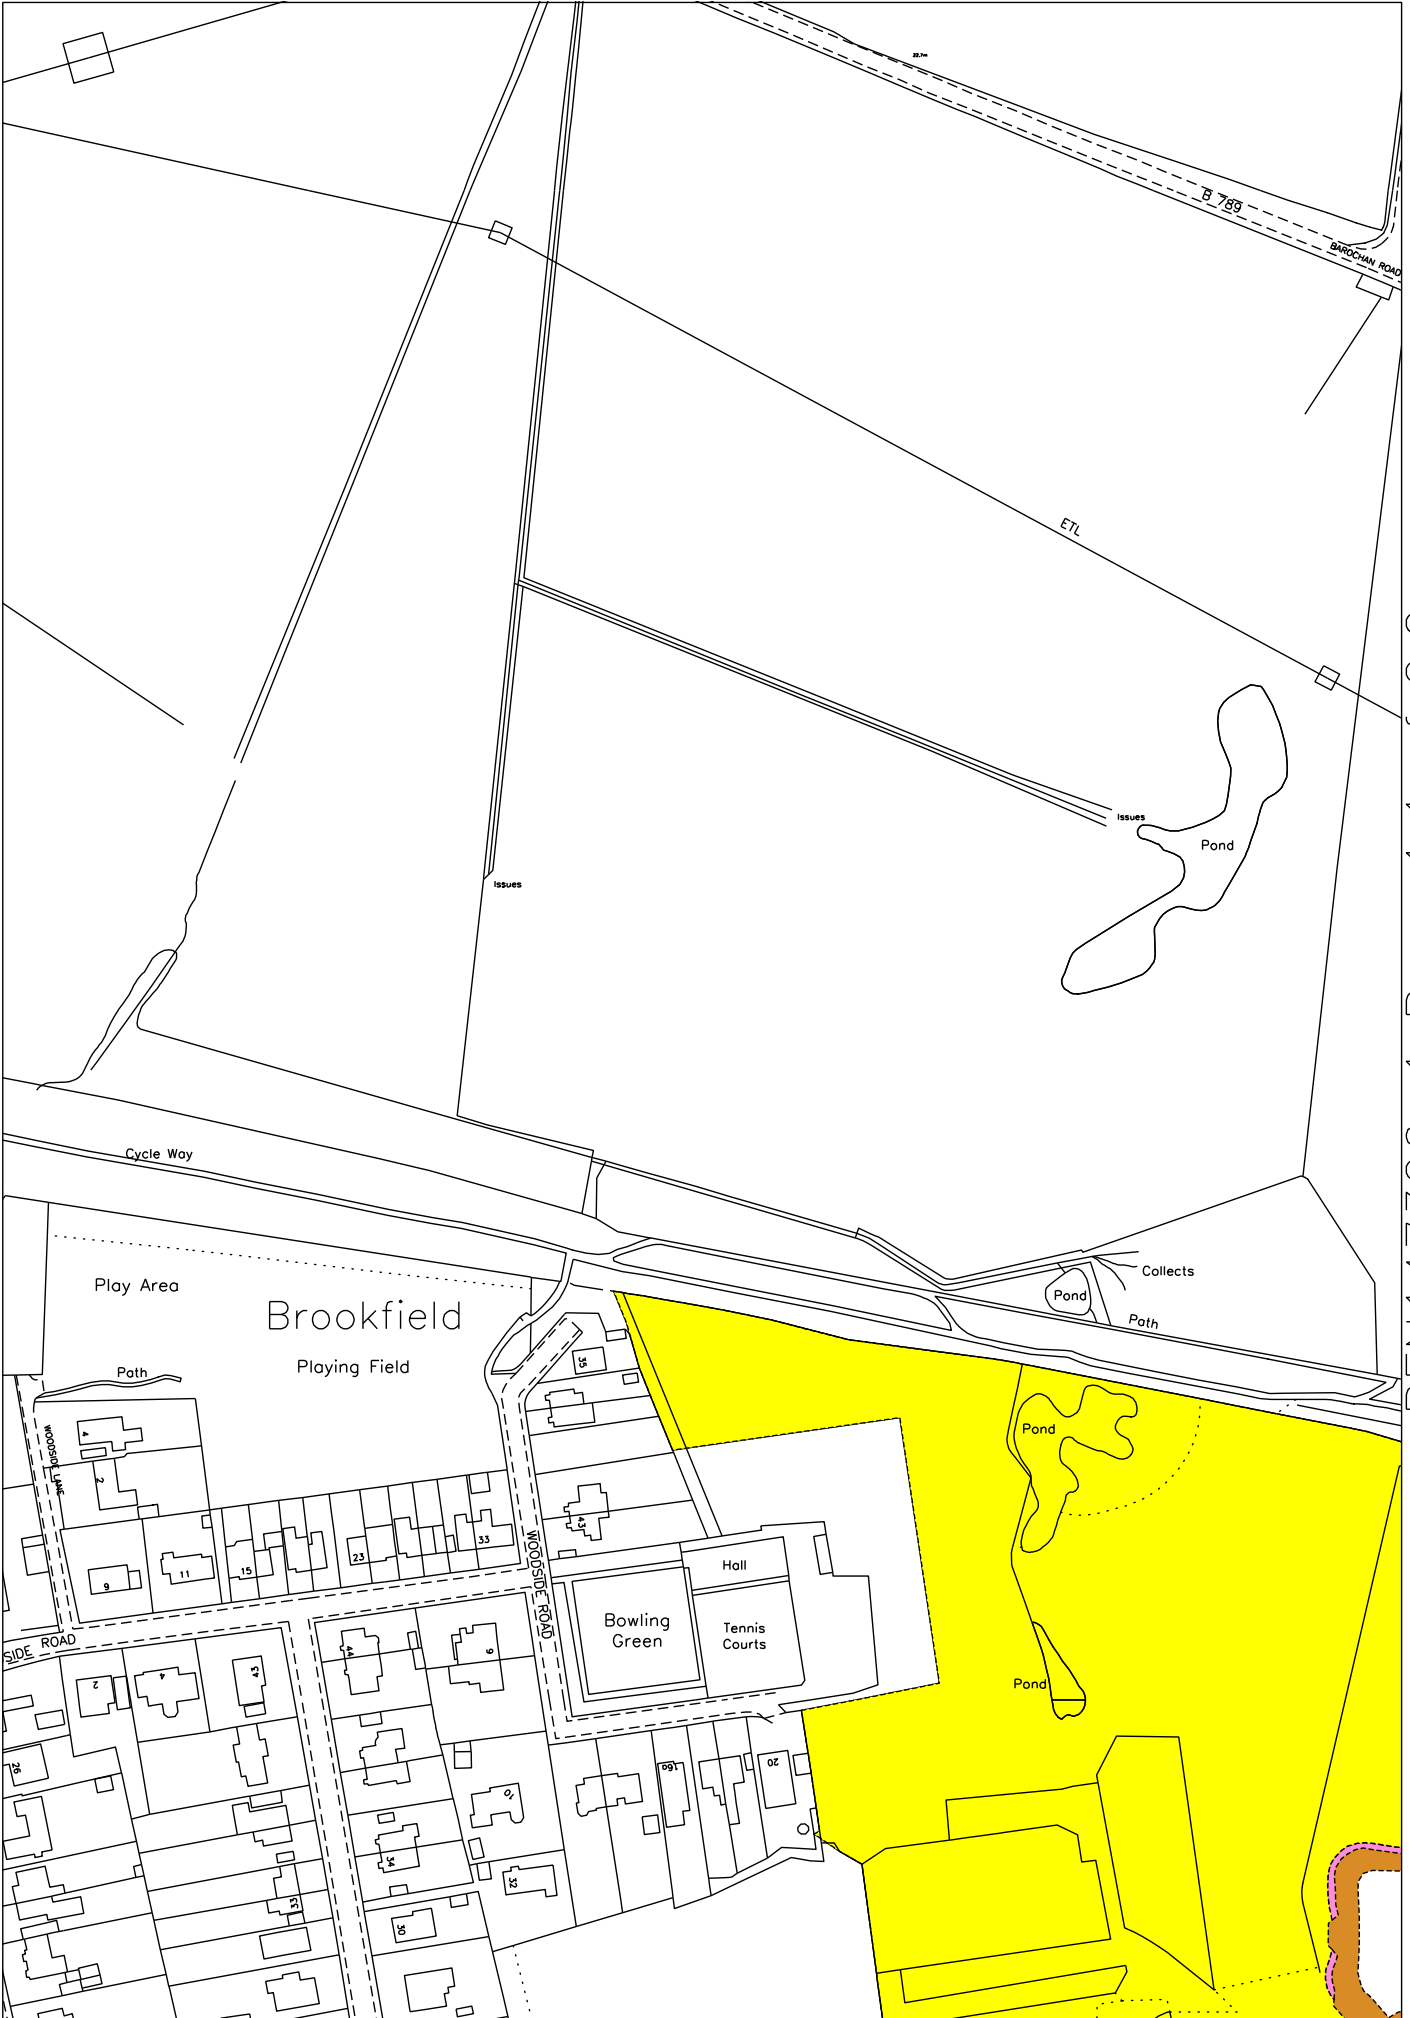 22.7m
B 789
BAROCHAN ROAD
ETL
Issues
Pond
Issues
Cycle Way
Collects
Pond
Path
Play Area
Brookfield
Playing Field
Path
35
Pond
4
WOODSIDE LANE
2
43
33
23
15
11
9
WOODSIDE ROAD
Hall
Bowling
Green
Tennis
Courts
SIDE ROAD
44
9
43
4
2
Pond
26
16a
20
10
34
32
33
30